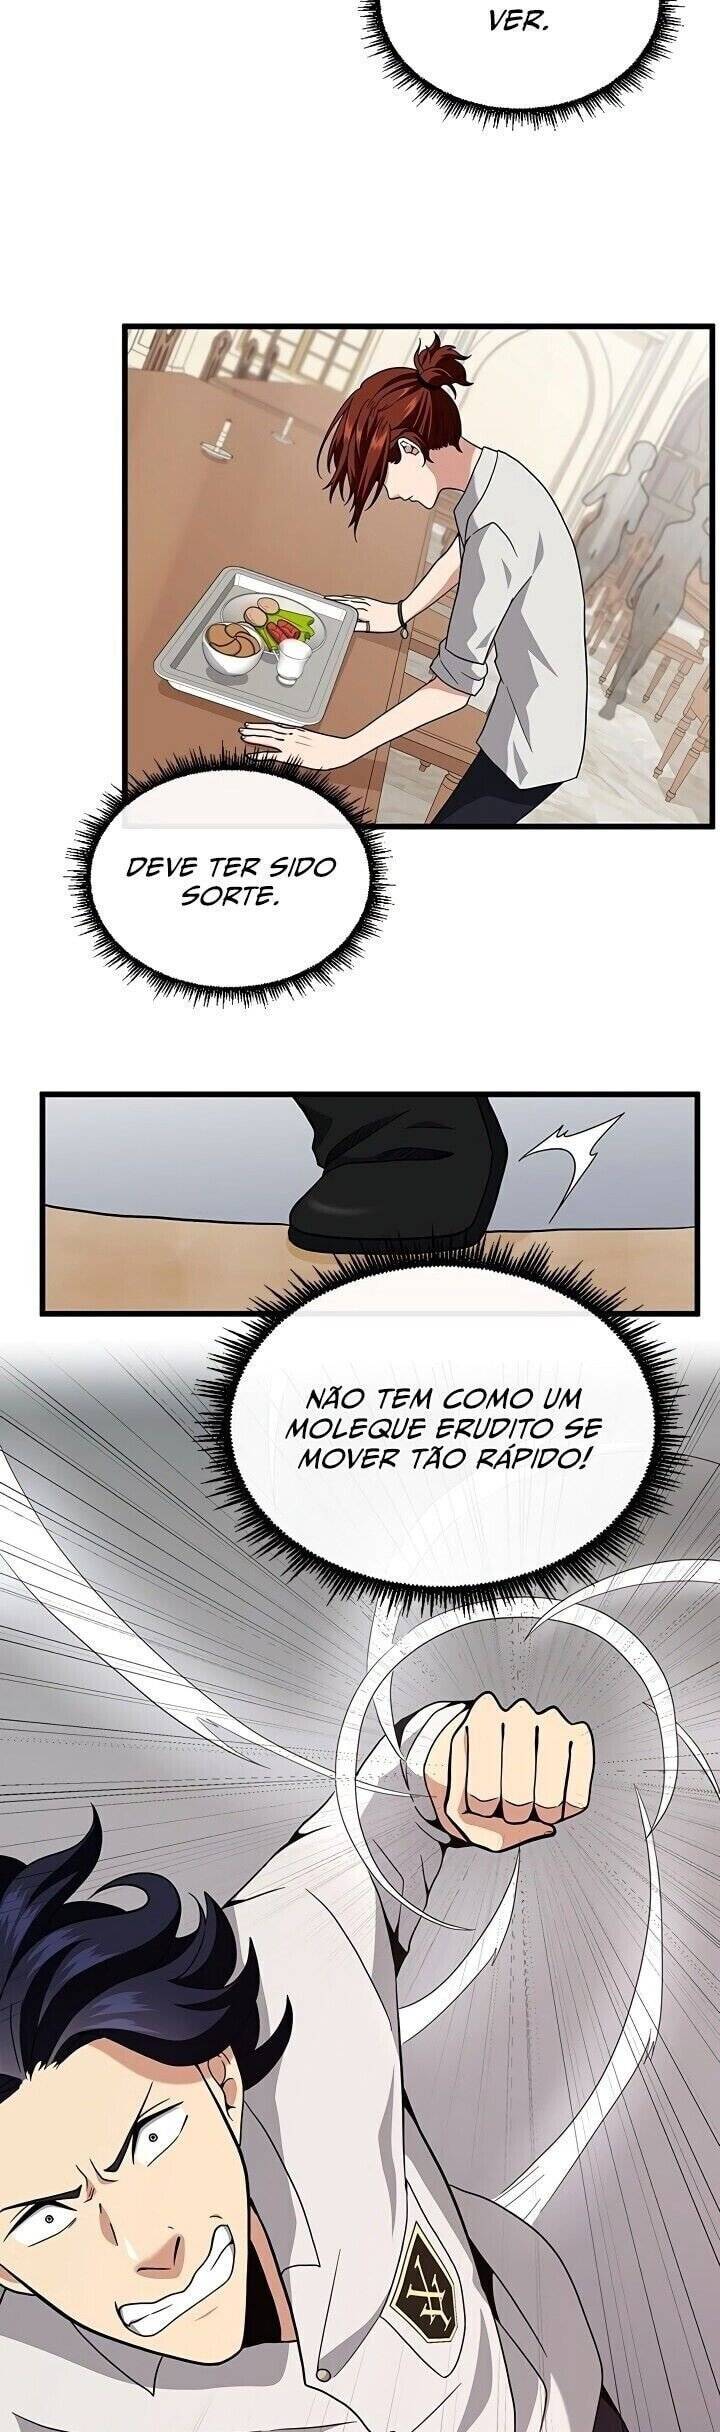 VER.
DEVE TER SIDO
SORTE.
NÃO TEM COMO UM
MOLEQUE ERUDITO SE
MOVER TÃO RÁPIDO!